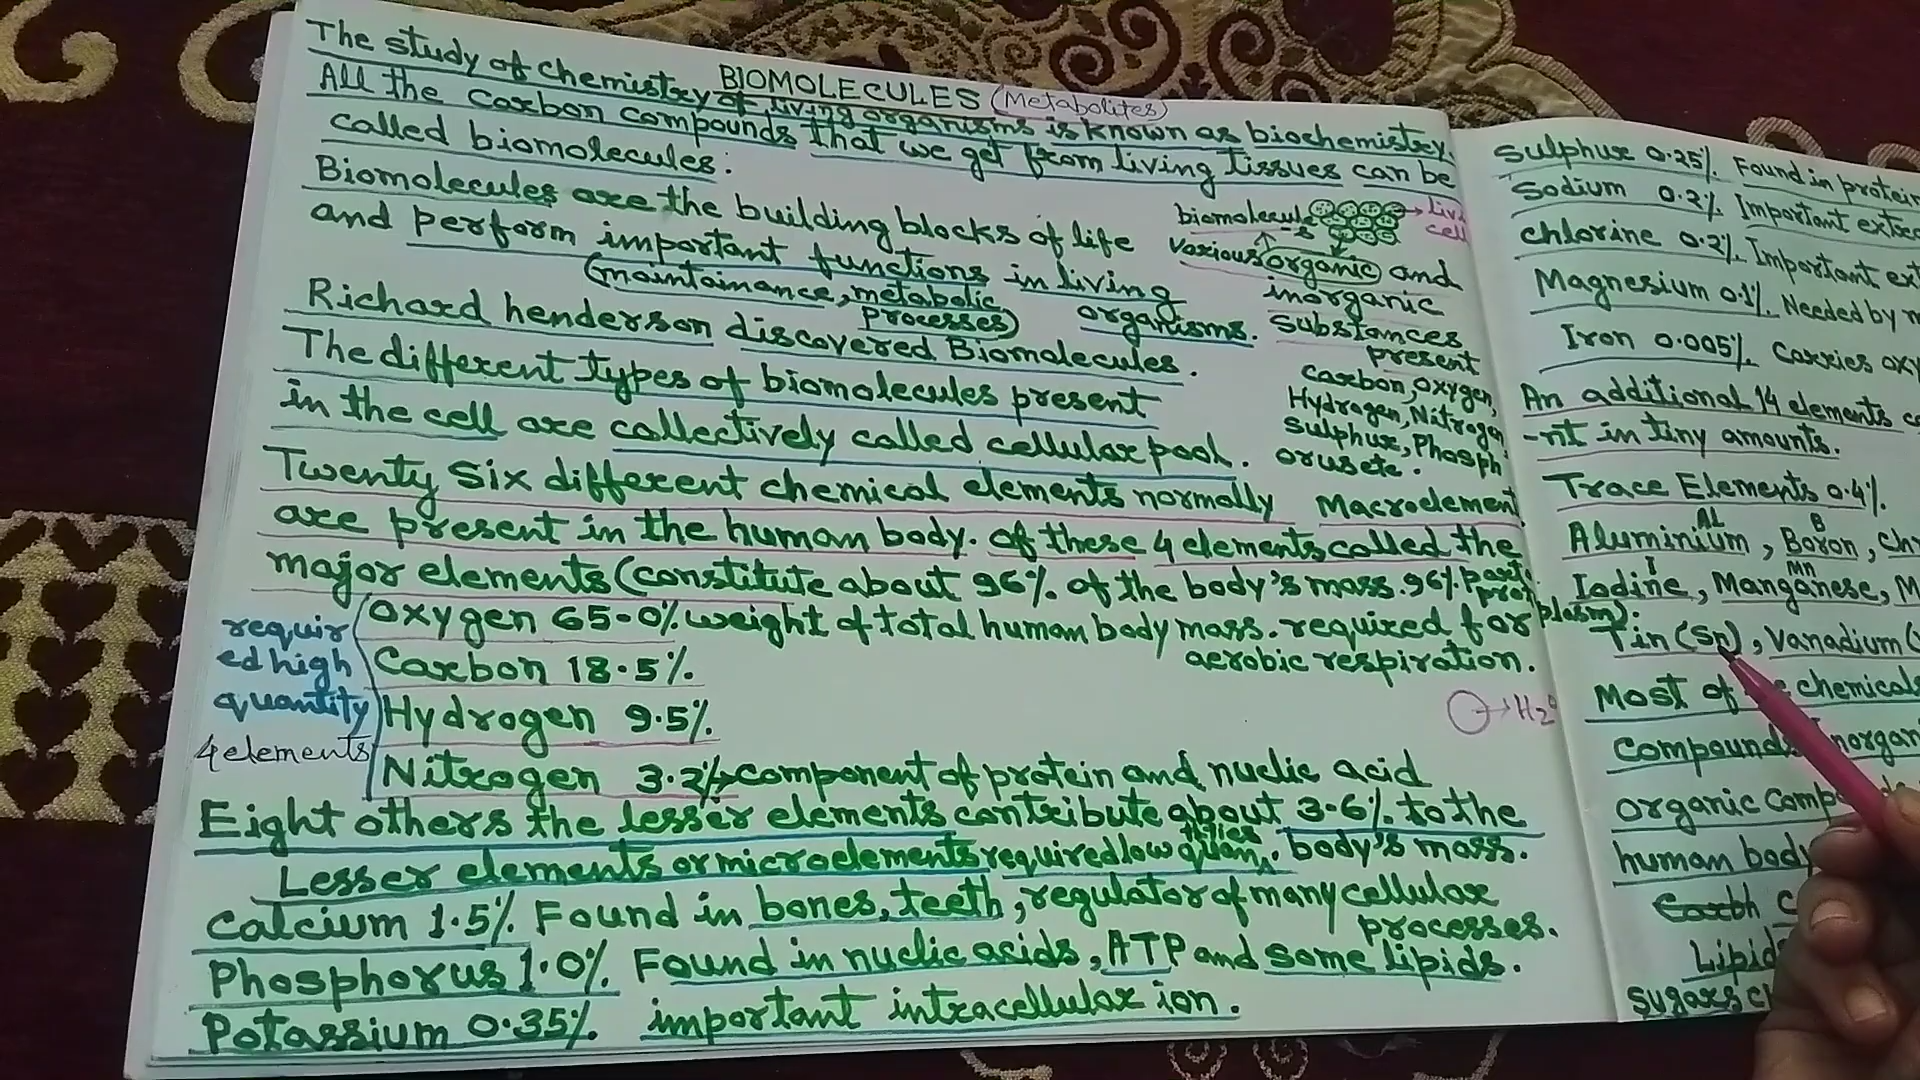 BIOMOLECULES (Metabolites)
The study of chemistry of living organisms is known as biochemistry.
All the carbon compounds that we get from living tissues can be
called biomolecules.
Biomolecules are the building blocks of life
and perform important functions in living
(maintainance, metabolic
processes)
organisms.
Richard henderson discovered Biomolecules.
The different types of biomolecules present
in the cell are collectively called cellular pool.
biomolecule
-s
cell
various organic and
inorganic
substances
present
carbon, oxygen,
Hydrogen, Nitrogen,
Sulphur, Phosph
orus etc.
Macroelement
Twenty six different chemical elements normally
are present in the human body. Of these 4 elements, called the
major elements (constitute about 96% of the body's mass. 96% part
protoplasm).
required high
quantity
4 elements
Oxygen 65.0% weight of total human body mass. required for
aerobic respiration.
Carbon 18.5%
Hydrogen 9.5%
→ H2O
Nitrogen 3.2% → component of protein and nuclic acid
Eight others the lesser elements contribute about 3.6% to the
body's mass.
Lesser elements or microelements required low quantities.
Calcium 1.5% Found in bones, teeth, regulator of many cellular
processes.
Phosphorus 1.0% Found in nuclic acids, ATP and some lipids.
Potassium 0.35% important intracellular ion.
Sulphur 0.25% Found in protein
Sodium 0.2% Important
Chlorine 0.2% Important
Magnesium 0.1% Needed by
Iron 0.005% Carries
An additional 14 elements
-nt in tiny amounts.
Trace Elements 0.4%
AL B
Aluminium, Boron,
I Mn
Iodine, Manganese,
Tin (Sn), Vanadium
Most of chemicals
Compounds
organic
human body
Lipid
sugars